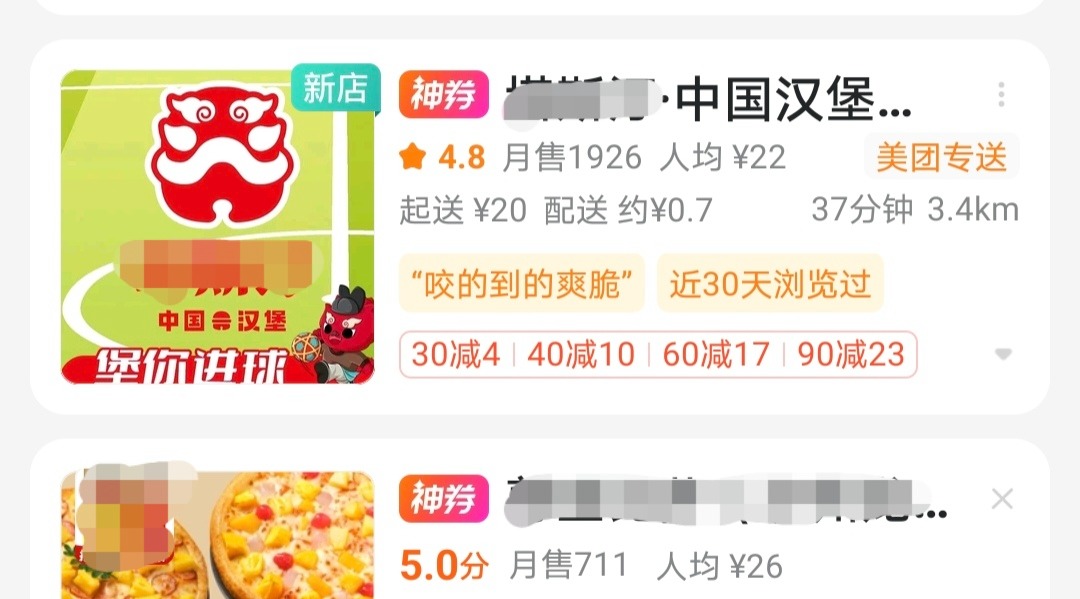 新店
神券
·中国汉堡...
4.8 月售1926 人均 ¥22
美团专送
起送 ¥20 配送 约¥0.7
37分钟 3.4km
“咬的到的爽脆”
近30天浏览过
30减4 40减10 60减17 90减23
中国 汉堡
堡你进球
神券
5.0分 月售711 人均 ¥26